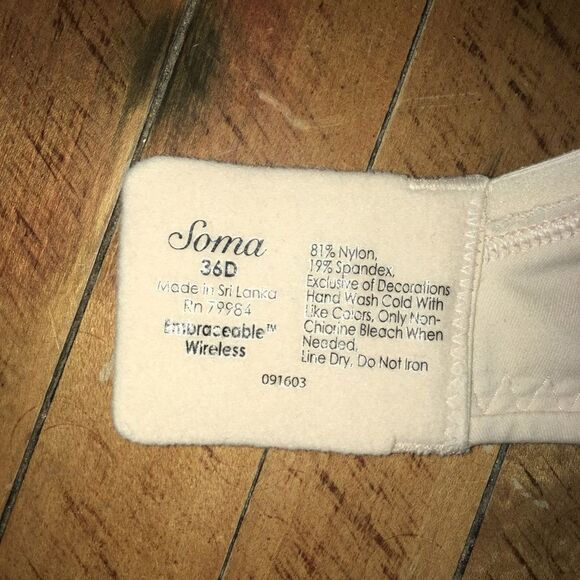 Soma
36D
Made in Sri Lanka
Rn 79984
Embraceable™
Wireless
81% Nylon,
19% Spandex,
Exclusive of Decorations
Hand Wash Cold With
Like Colors, Only Non-
Chlorine Bleach When
Needed,
Line Dry, Do Not Iron
091603